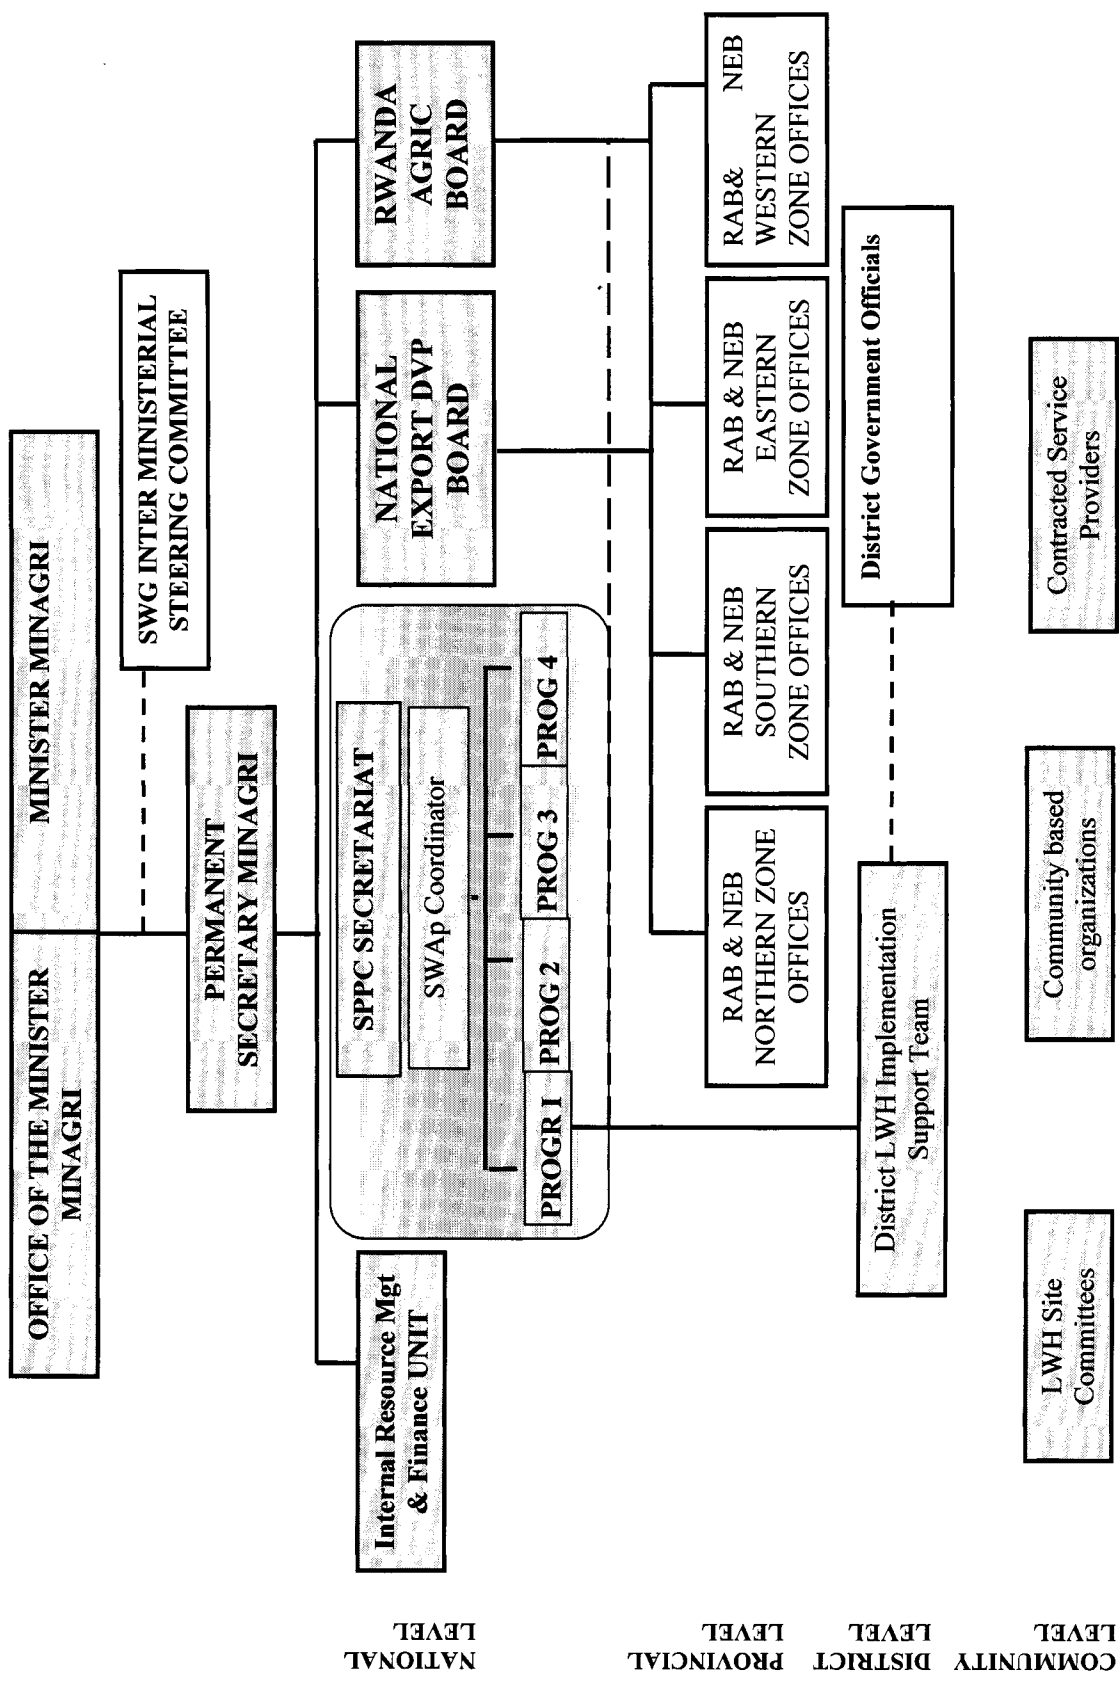 OFFICE OF THE MINISTER
MINAGRI
MINISTER MINAGRI
SWG INTER MINISTERIAL
STEERING COMMITTEE
PERMANENT
SECRETARY MINAGRI
NATIONAL
LEVEL
Internal Resource Mgt
& Finance UNIT
SPPC SECRETARIAT
SWAp Coordinator
PROGR I
PROG 2
PROG 3
PROG 4
NATIONAL
EXPORT DVP
BOARD
RWANDA
AGRIC
BOARD
PROVINCIAL
LEVEL
RAB & NEB
NORTHERN ZONE
OFFICES
RAB & NEB
SOUTHERN
ZONE OFFICES
RAB & NEB
EASTERN
ZONE OFFICES
RAB& NEB
WESTERN
ZONE OFFICES
DISTRICT
LEVEL
District LWH Implementation
Support Team
District Government Officials
COMMUNITY
LEVEL
LWH Site
Committees
Community based
organizations
Contracted Service
Providers